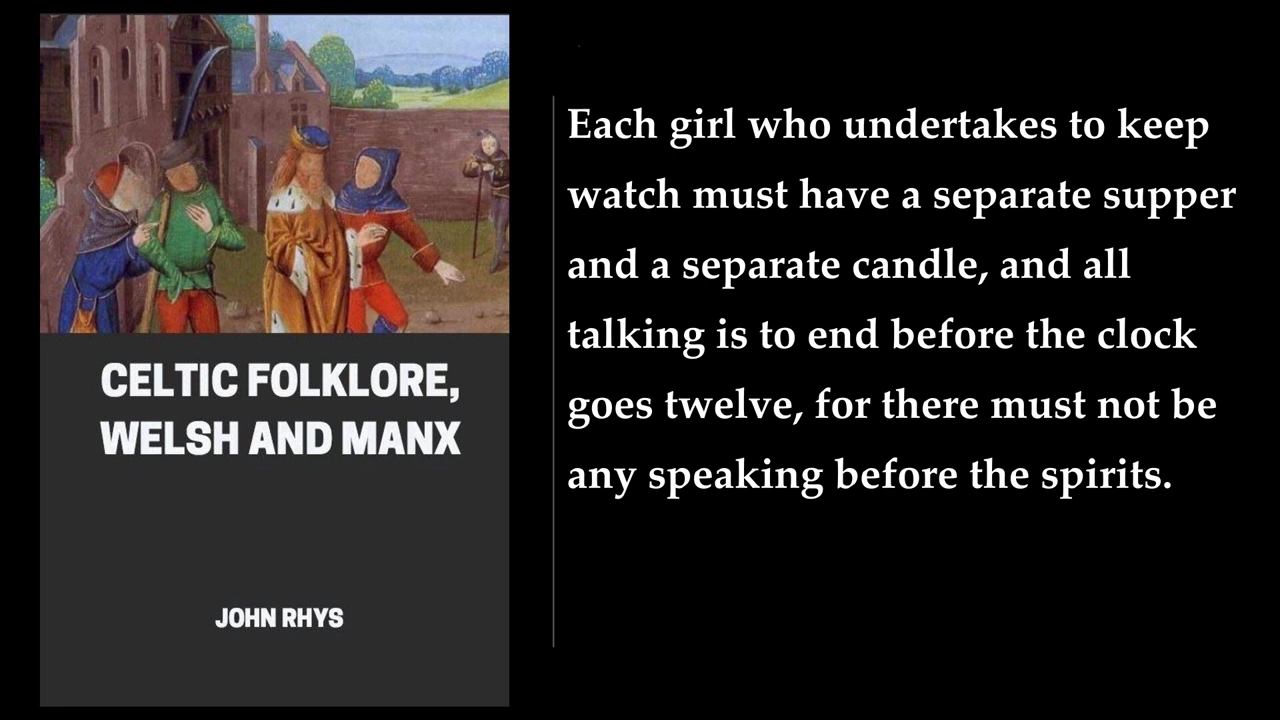 CELTIC FOLKLORE,
WELSH AND MANX
JOHN RHYS
Each girl who undertakes to keep
watch must have a separate supper
and a separate candle, and all
talking is to end before the clock
goes twelve, for there must not be
any speaking before the spirits.